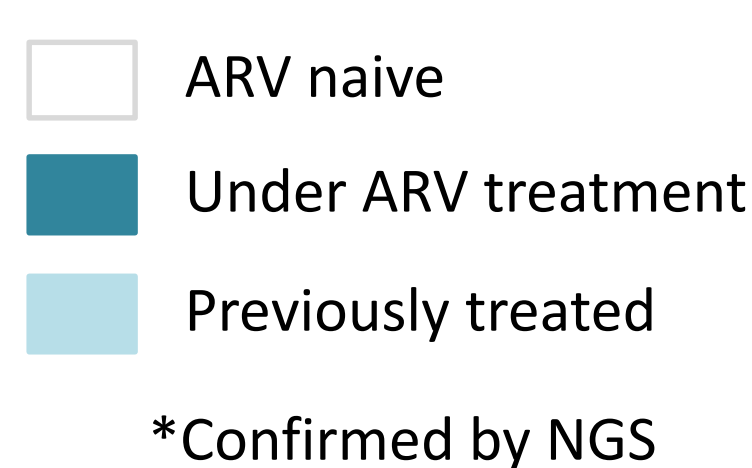 ARV naive
Under ARV treatment
Previously treated
*Confirmed by NGS